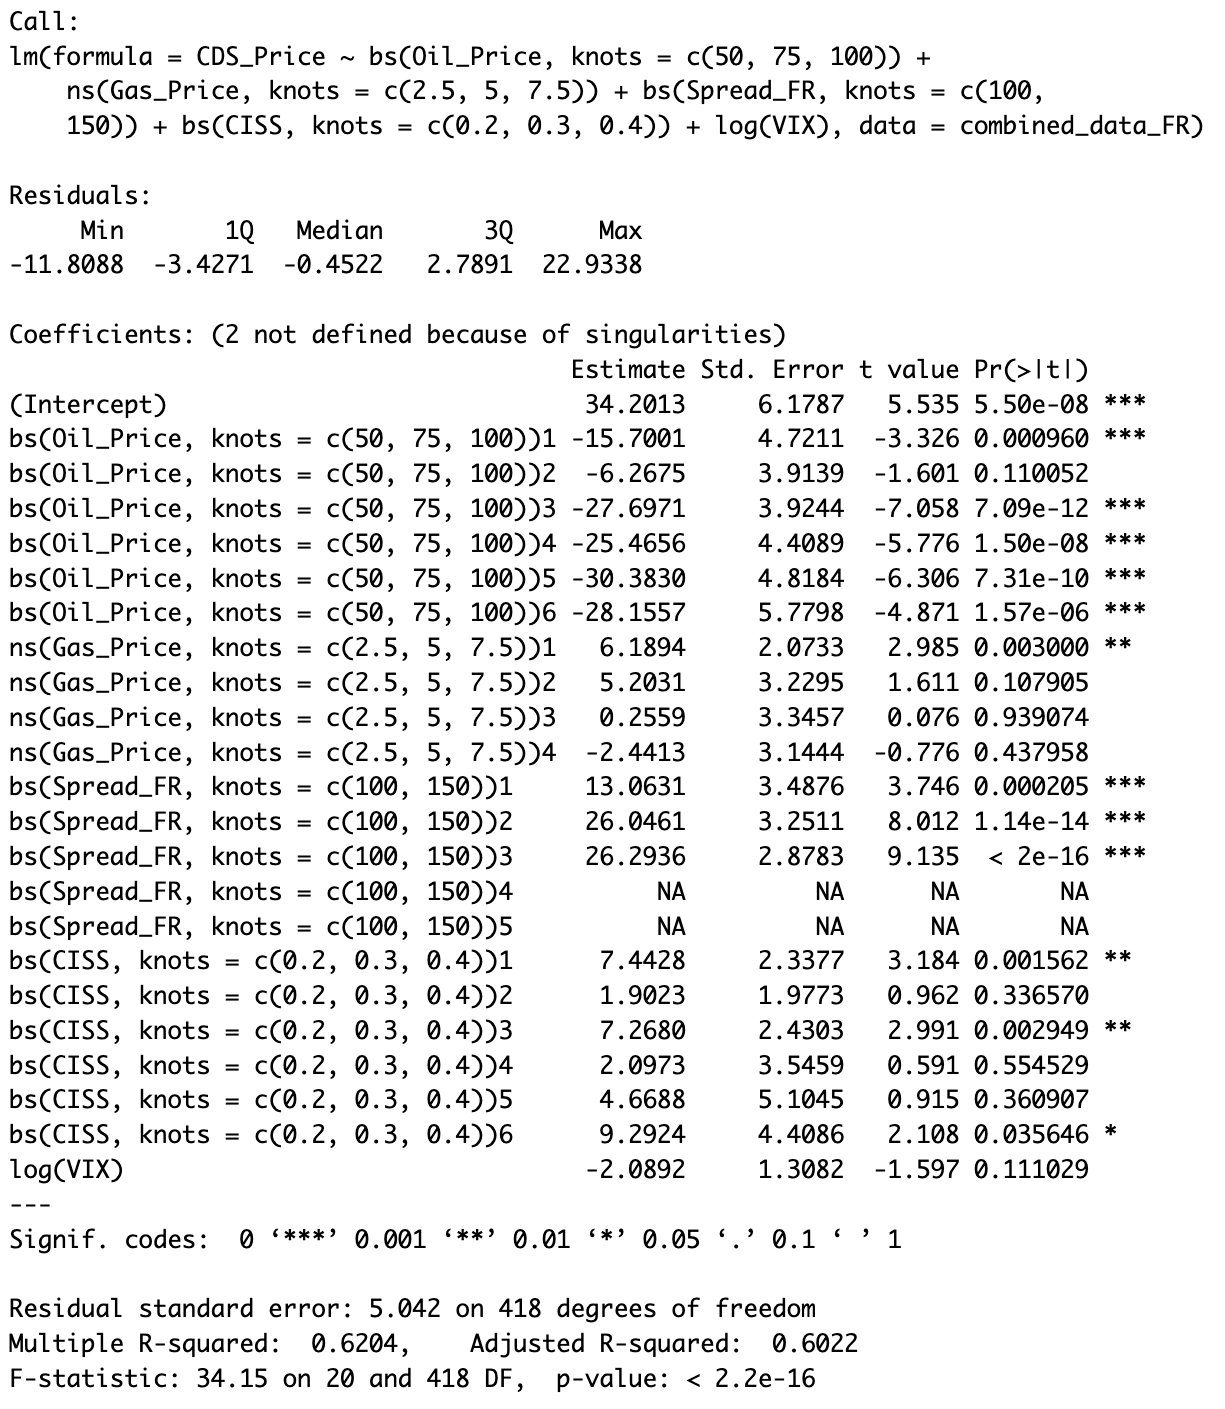 Call:
lm(formula = CDS_Price ~ bs(Oil_Price, knots = c(50, 75, 100)) +
    ns(Gas_Price, knots = c(2.5, 5, 7.5)) + bs(Spread_FR, knots = c(100,
    150)) + bs(CISS, knots = c(0.2, 0.3, 0.4)) + log(VIX), data = combined_data_FR)

Residuals:
     Min       1Q   Median       3Q      Max
-11.8088  -3.4271  -0.4522   2.7891  22.9338

Coefficients: (2 not defined because of singularities)
                                       Estimate Std. Error t value Pr(>|t|)
(Intercept)                             34.2013     6.1787   5.535 5.50e-08 ***
bs(Oil_Price, knots = c(50, 75, 100))1 -15.7001     4.7211  -3.326 0.000960 ***
bs(Oil_Price, knots = c(50, 75, 100))2  -6.2675     3.9139  -1.601 0.110052
bs(Oil_Price, knots = c(50, 75, 100))3 -27.6971     3.9244  -7.058 7.09e-12 ***
bs(Oil_Price, knots = c(50, 75, 100))4 -25.4656     4.4089  -5.776 1.50e-08 ***
bs(Oil_Price, knots = c(50, 75, 100))5 -30.3830     4.8184  -6.306 7.31e-10 ***
bs(Oil_Price, knots = c(50, 75, 100))6 -28.1557     5.7798  -4.871 1.57e-06 ***
ns(Gas_Price, knots = c(2.5, 5, 7.5))1   6.1894     2.0733   2.985 0.003000 **
ns(Gas_Price, knots = c(2.5, 5, 7.5))2   5.2031     3.2295   1.611 0.107905
ns(Gas_Price, knots = c(2.5, 5, 7.5))3   0.2559     3.3457   0.076 0.939074
ns(Gas_Price, knots = c(2.5, 5, 7.5))4  -2.4413     3.1444  -0.776 0.437958
bs(Spread_FR, knots = c(100, 150))1     13.0631     3.4876   3.746 0.000205 ***
bs(Spread_FR, knots = c(100, 150))2     26.0461     3.2511   8.012 1.14e-14 ***
bs(Spread_FR, knots = c(100, 150))3     26.2936     2.8783   9.135  < 2e-16 ***
bs(Spread_FR, knots = c(100, 150))4          NA         NA      NA       NA
bs(Spread_FR, knots = c(100, 150))5          NA         NA      NA       NA
bs(CISS, knots = c(0.2, 0.3, 0.4))1      7.4428     2.3377   3.184 0.001562 **
bs(CISS, knots = c(0.2, 0.3, 0.4))2      1.9023     1.9773   0.962 0.336570
bs(CISS, knots = c(0.2, 0.3, 0.4))3      7.2680     2.4303   2.991 0.002949 **
bs(CISS, knots = c(0.2, 0.3, 0.4))4      2.0973     3.5459   0.591 0.554529
bs(CISS, knots = c(0.2, 0.3, 0.4))5      4.6688     5.1045   0.915 0.360907
bs(CISS, knots = c(0.2, 0.3, 0.4))6      9.2924     4.4086   2.108 0.035646 *
log(VIX)                                -2.0892     1.3082  -1.597 0.111029
---
Signif. codes:  0 ‘***’ 0.001 ‘**’ 0.01 ‘*’ 0.05 ‘.’ 0.1 ‘ ’ 1

Residual standard error: 5.042 on 418 degrees of freedom
Multiple R-squared:  0.6204,    Adjusted R-squared:  0.6022
F-statistic: 34.15 on 20 and 418 DF,  p-value: < 2.2e-16